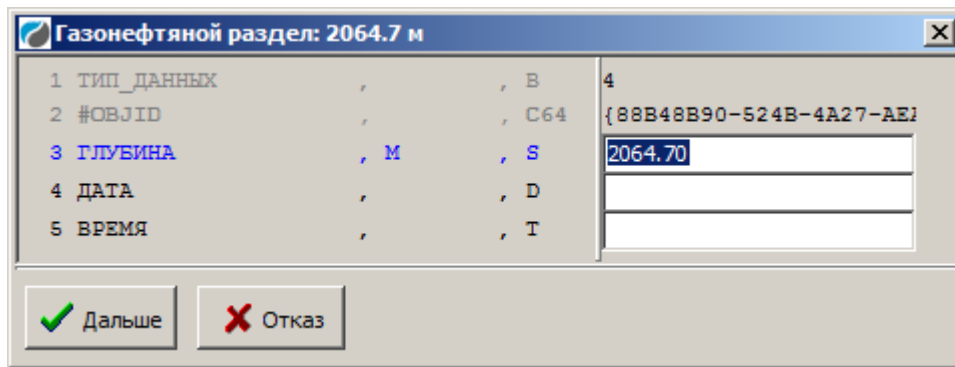 Газонефтяной раздел: 2064.7 м
1 ТИП_ДАННЫХ , , B 4
2 #OBJID , , C64 {88B48B90-524B-4A27-AEA
3 ГЛУБИНА , М , S 2064.70
4 ДАТА , , D
5 ВРЕМЯ , , T
Дальше Отказ